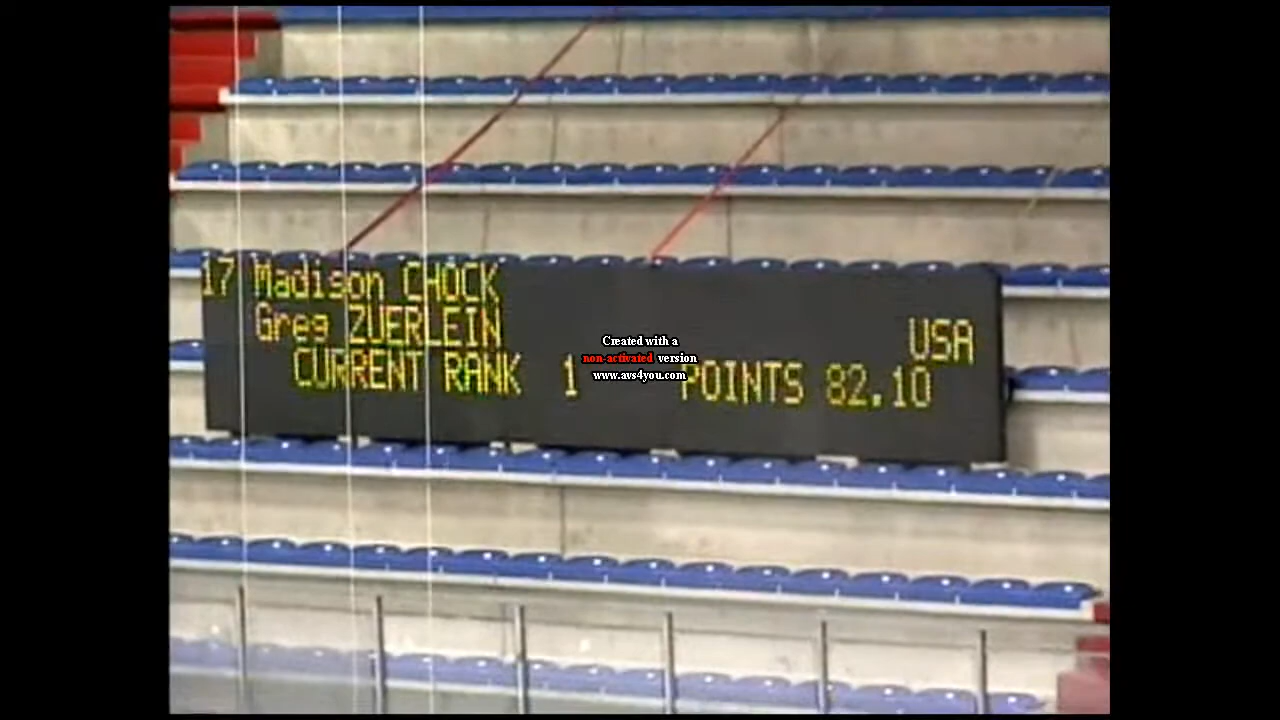 17 Madison CHOCK
Greg ZUERLEIN
USA
CURRENT RANK 1 POINTS 82.10
Created with a
non-activated version
www.avs4you.com